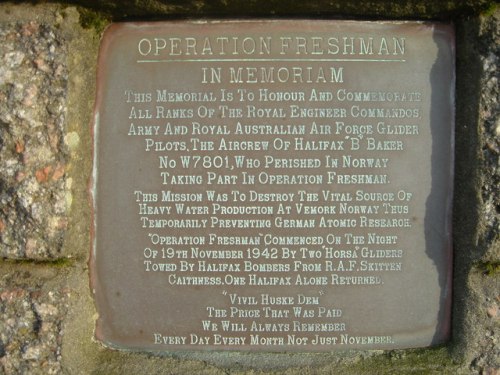 OPERATION FRESHMAN
IN MEMORIAM
THIS MEMORIAL IS TO HONOUR AND COMMEMORATE
ALL RANKS OF THE ROYAL ENGINEER COMMANDOS
ARMY AND ROYAL AUSTRALIAN AIR FORCE GLIDER
PILOTS,THE AIRCREW OF HALIFAX "B" BAKER
NO W7801,WHO PERISHED IN NORWAY
TAKING PART IN OPERATION FRESHMAN.
THIS MISSION WAS TO DESTROY THE VITAL SOURCE OF
HEAVY WATER PRODUCTION AT VEMORK NORWAY THUS
TEMPORARILY PREVENTING GERMAN ATOMIC RESEARCH.
"OPERATION FRESHMAN" COMMENCED ON THE NIGHT
OF 19TH NOVEMBER 1942 BY TWO "HORSA" GLIDERS
TOWED BY HALIFAX BOMBERS FROM R.A.F. SKITTEN
CAITHNESS.ONE HALIFAX ALONE RETURNED.
"VIVIL HUSKE DEM"
THE PRICE THAT WAS PAID
WE WILL ALWAYS REMEMBER
EVERY DAY EVERY MONTH NOT JUST NOVEMBER.